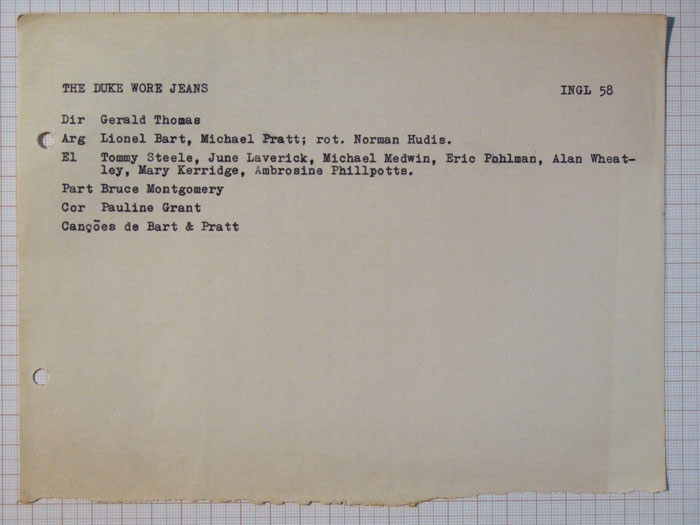 THE DUKE WORE JEANS INGL 58
Dir Gerald Thomas
Arg Lionel Bart, Michael Pratt; rot. Norman Hudis.
El Tommy Steele, June Laverick, Michael Medwin, Eric Pohlman, Alan Wheat-
ley, Mary Kerridge, Ambrosine Phillpotts.
Part Bruce Montgomery
Cor Pauline Grant
Canções de Bart & Pratt